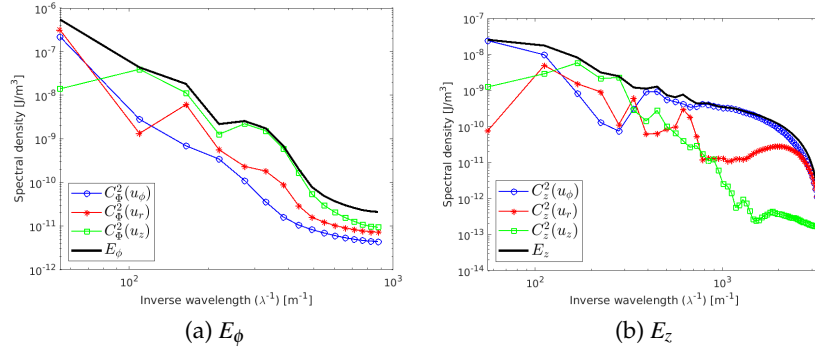 10^-6
10^-7
10^-8
10^-9
10^-10
10^-11
10^-12
Spectral density [J/m^3]
C_Φ^2(u_ϕ)
C_Φ^2(u_r)
C_Φ^2(u_z)
E_ϕ
10^2
10^3
Inverse wavelength (λ^-1) [m^-1]
(a) E_ϕ
10^-7
10^-8
10^-9
10^-10
10^-11
10^-12
10^-13
10^-14
Spectral density [J/m^3]
C_z^2(u_ϕ)
C_z^2(u_r)
C_z^2(u_z)
E_z
10^2
10^3
Inverse wavelength (λ^-1) [m^-1]
(b) E_z